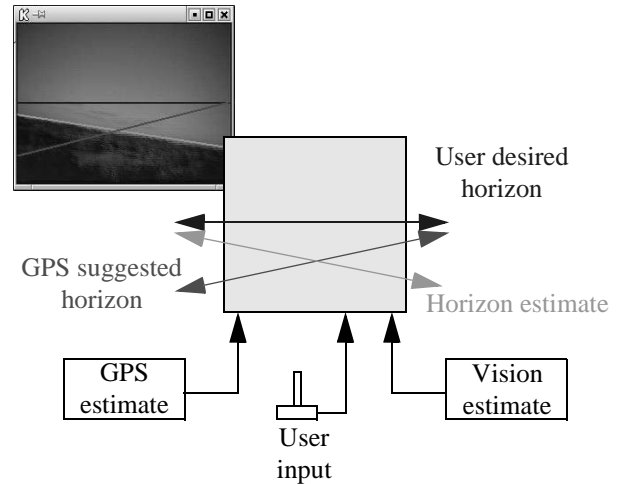 K
User desired
horizon
GPS suggested
horizon
Horizon estimate
GPS
estimate
User
input
Vision
estimate